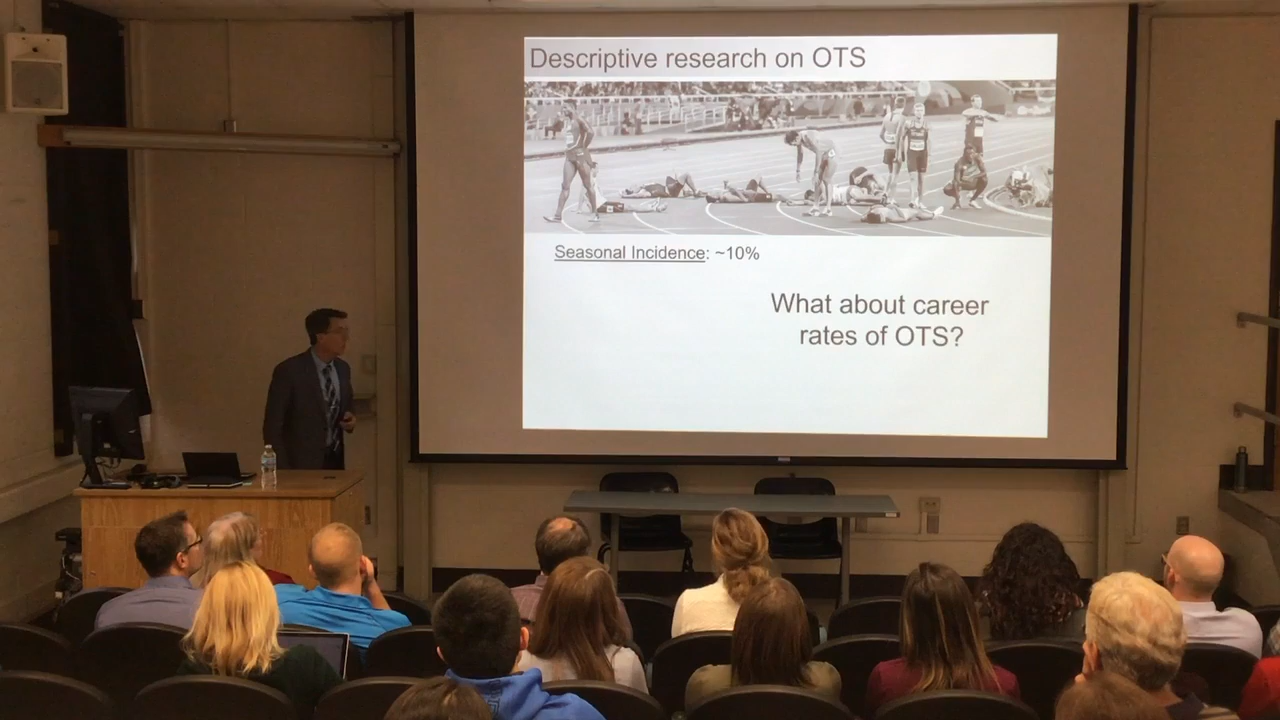 Descriptive research on OTS
Seasonal Incidence: ~10%
What about career
rates of OTS?